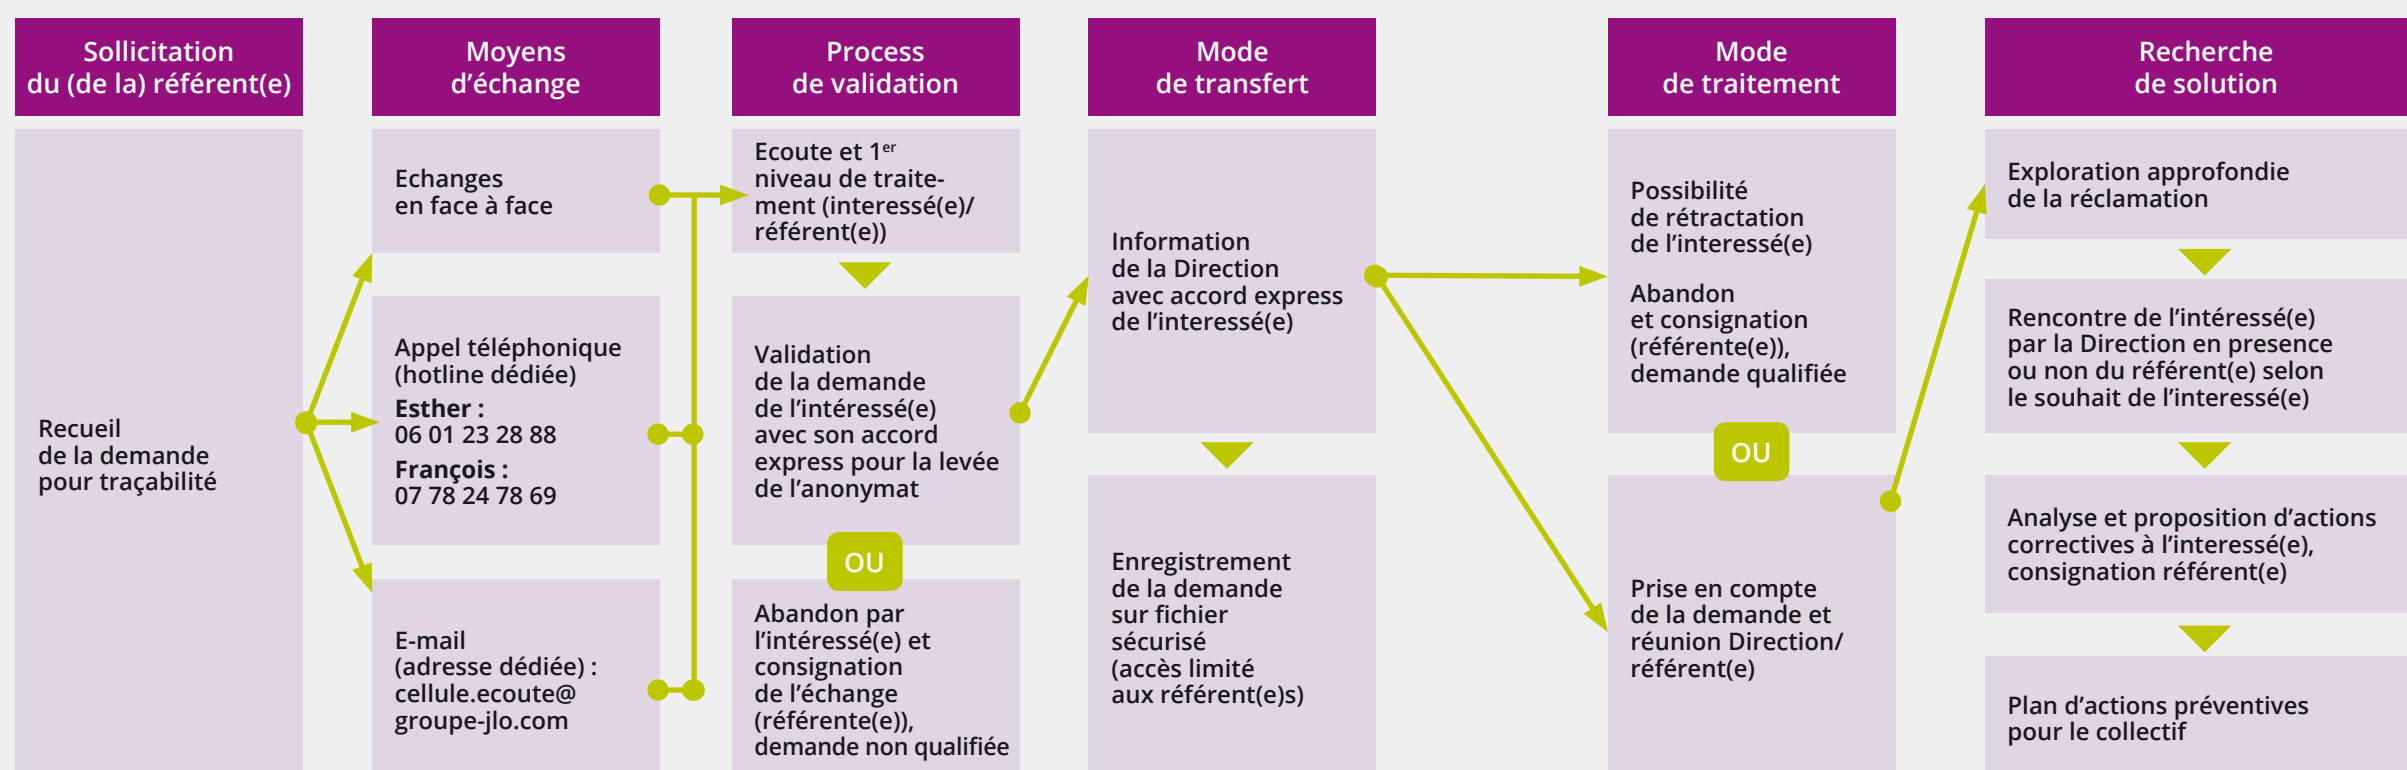 Sollicitation
du (de la) référent(e)
Moyens
d’échange
Process
de validation
Mode
de transfert
Mode
de traitement
Recherche
de solution
Recueil
de la demande
pour traçabilité
Echanges
en face à face
Appel téléphonique
(hotline dédiée)
Esther :
06 01 23 28 88
François :
07 78 24 78 69
E-mail
(adresse dédiée) :
cellule.ecoute@
groupe-jlo.com
Ecoute et 1er
niveau de traite-
ment (interessé(e)/
référent(e))
Validation
de la demande
de l’intéressé(e)
avec son accord
express pour la levée
de l’anonymat
OU
Abandon par
l’intéressé(e) et
consignation
de l’échange
(référente(e)),
demande non qualifiée
Information
de la Direction
avec accord express
de l’interessé(e)
Enregistrement
de la demande
sur fichier
sécurisé
(accès limité
aux référent(e)s)
Possibilité
de rétractation
de l’interessé(e)
Abandon
et consignation
(référente(e)),
demande qualifiée
OU
Prise en compte
de la demande et
réunion Direction/
référent(e)
Exploration approfondie
de la réclamation
Rencontre de l’intéressé(e)
par la Direction en presence
ou non du référent(e) selon
le souhait de l’interessé(e)
Analyse et proposition d’actions
correctives à l’interessé(e),
consignation référent(e)
Plan d’actions préventives
pour le collectif